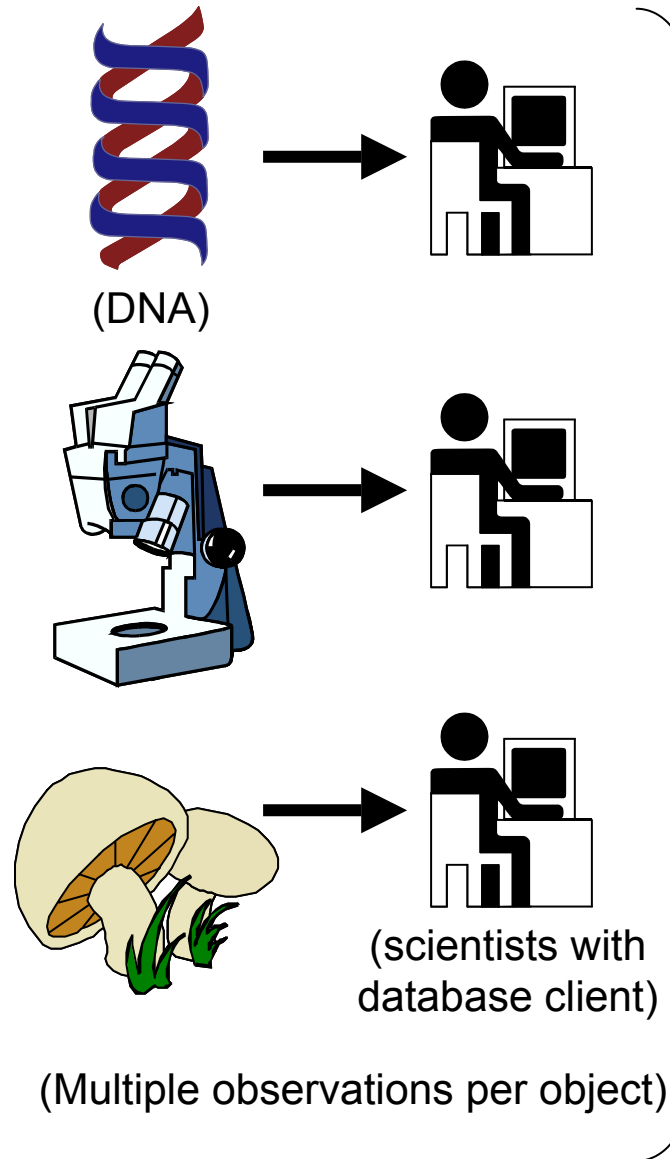 (DNA)
(scientists with
database client)
(Multiple observations per object)